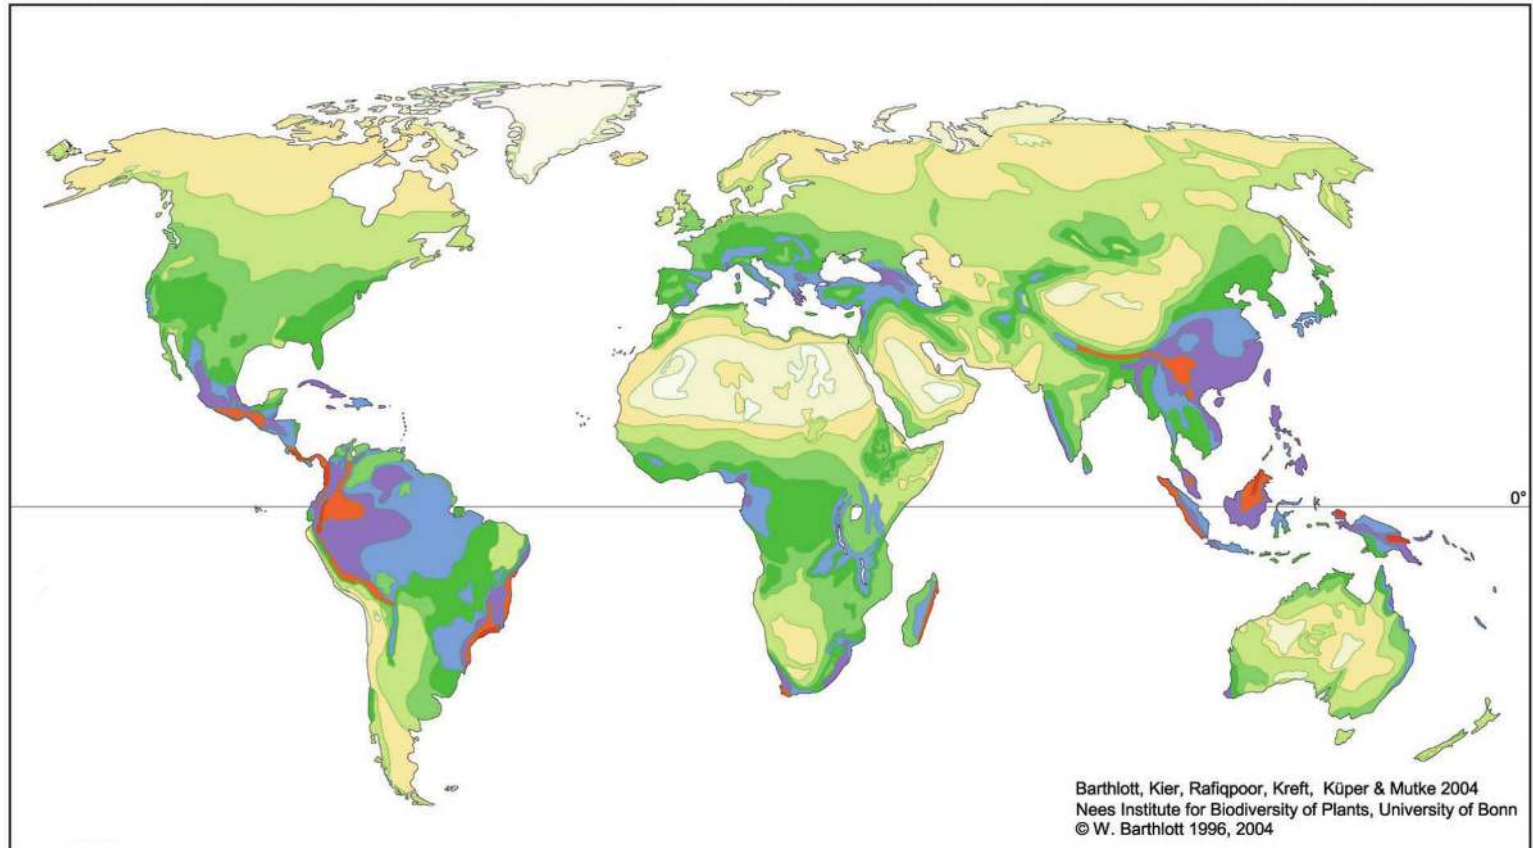 0°
Barthlott, Kier, Rafiqpoor, Kreft, Küper & Mutke 2004
Nees Institute for Biodiversity of Plants, University of Bonn
© W. Barthlott 1996, 2004